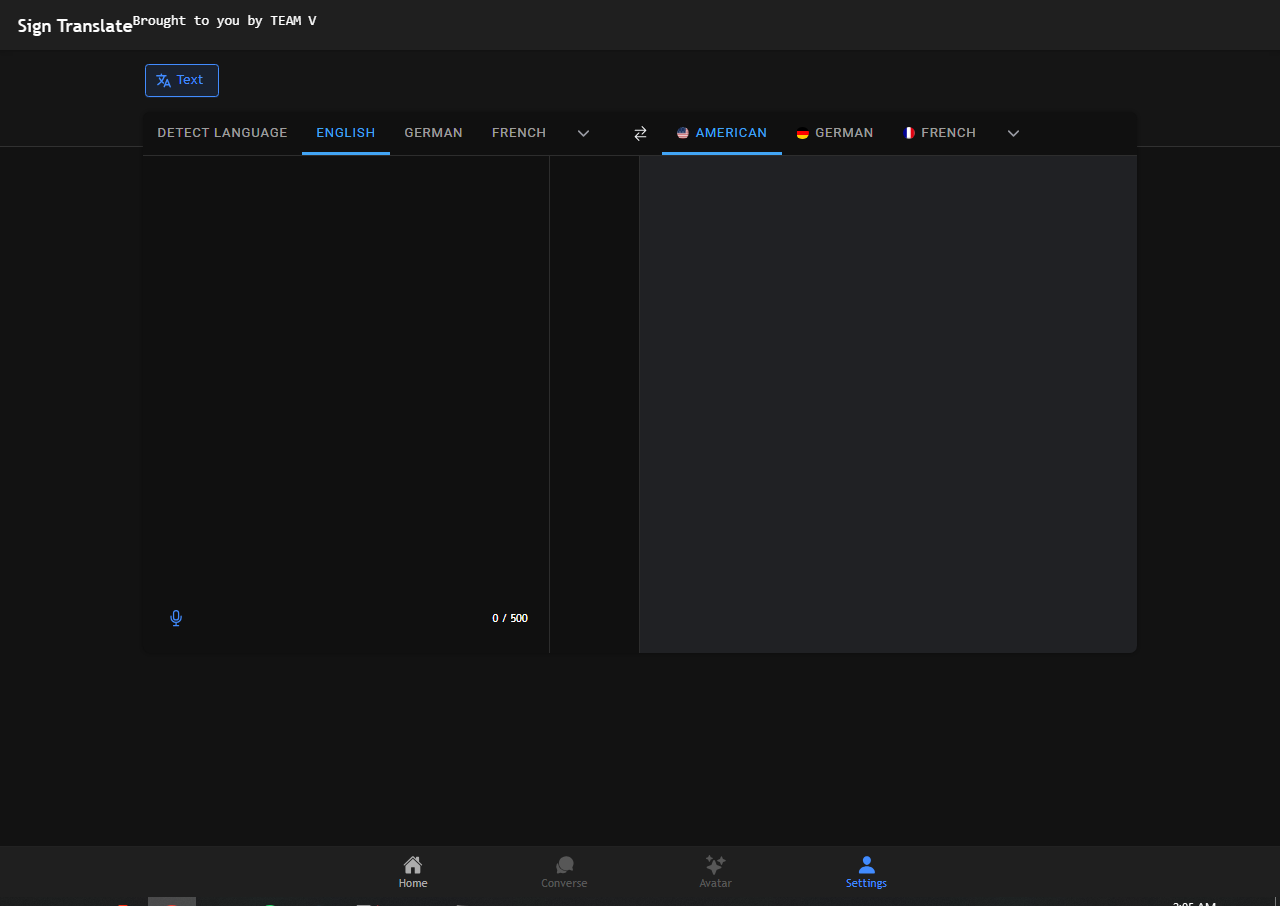 Sign Translate Brought to you by TEAM V
Text
DETECT LANGUAGE ENGLISH GERMAN FRENCH AMERICAN GERMAN FRENCH
0 / 500
Home Converse Avatar Settings